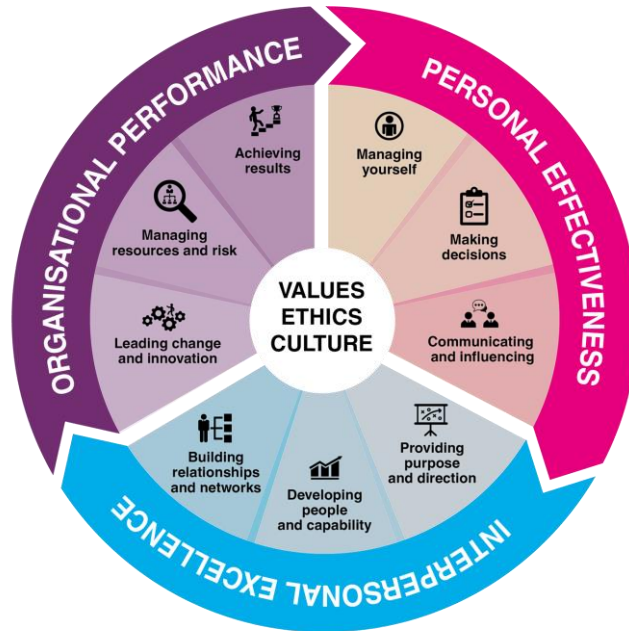 ORGANISATIONAL PERFORMANCE
PERSONAL EFFECTIVENESS
INTERPERSONAL EXCELLENCE
Achieving
results
Managing
yourself
Managing
resources and risk
Making
decisions
Leading change
and innovation
VALUES
ETHICS
CULTURE
Communicating
and influencing
Building
relationships
and networks
Developing
people
and capability
Providing
purpose
and direction